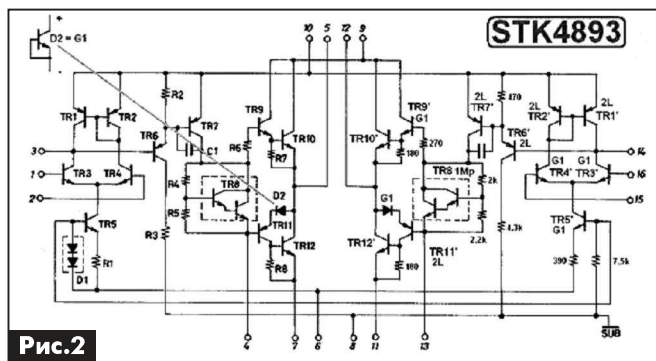 10 5 12 9
STK4893
D2 = G1
R2
2L
TR7'
470
2L
TR2'
2L
TR1'
TR1
TR2
TR7
TR9
TR9'
G1
TR6
C1
R6
TR10
TR10'
TR6'
2L
3
R7
180
270
14
1
TR3
TR4
R4
TR8
D2
G1
TR8 1Mp
2k
G1
TR4'
G1
TR3'
16
2
R5
15
TR5
R3
TR11
TR12
TR12'
2.2k
4.3k
TR5'
G1
R1
R8
180
TR11'
2L
390
7,5k
D1
SUB
4 7 6 8 11 13
Рис.2